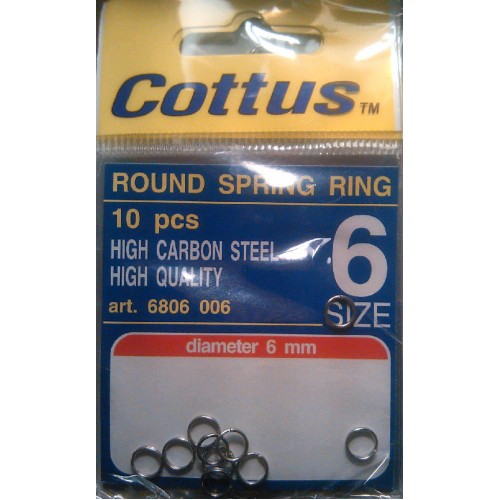 Cottus™
ROUND SPRING RING
10 pcs
HIGH CARBON STEEL
HIGH QUALITY
art. 6806 006
6
SIZE
diameter 6 mm